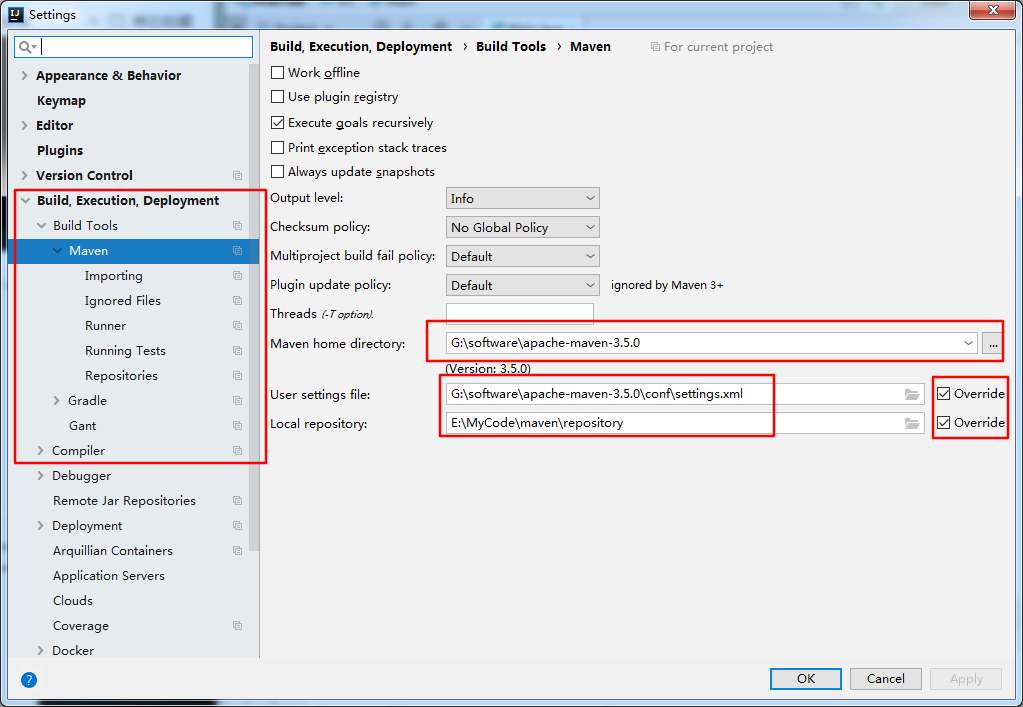 Settings
Appearance & Behavior
Keymap
Editor
Plugins
Version Control
Build, Execution, Deployment
Build Tools
Maven
Importing
Ignored Files
Runner
Running Tests
Repositories
Gradle
Gant
Compiler
Debugger
Remote Jar Repositories
Deployment
Arquillian Containers
Application Servers
Clouds
Coverage
Docker
Build, Execution, Deployment › Build Tools › Maven For current project
Work offline
Use plugin registry
Execute goals recursively
Print exception stack traces
Always update snapshots
Output level: Info
Checksum policy: No Global Policy
Multiproject build fail policy: Default
Plugin update policy: Default ignored by Maven 3+
Threads (-T option).
Maven home directory: G:\software\apache-maven-3.5.0 ...
(Version: 3.5.0)
User settings file: G:\software\apache-maven-3.5.0\conf\settings.xml Override
Local repository: E:\MyCode\maven\repository Override
? OK Cancel Apply